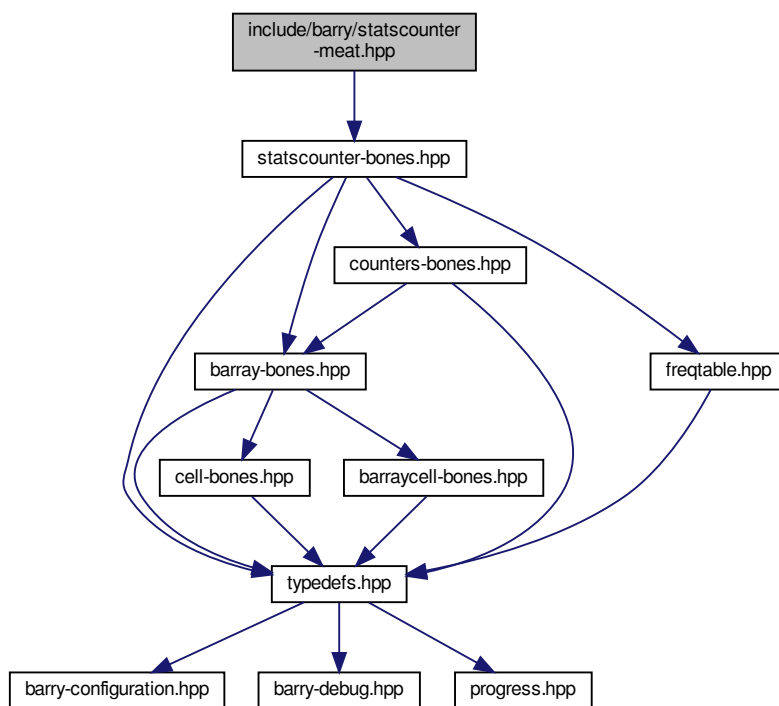 include/barry/statscounter
-meat.hpp
statscounter-bones.hpp
counters-bones.hpp
barray-bones.hpp
freqtable.hpp
cell-bones.hpp
barraycell-bones.hpp
typedefs.hpp
barry-configuration.hpp
barry-debug.hpp
progress.hpp